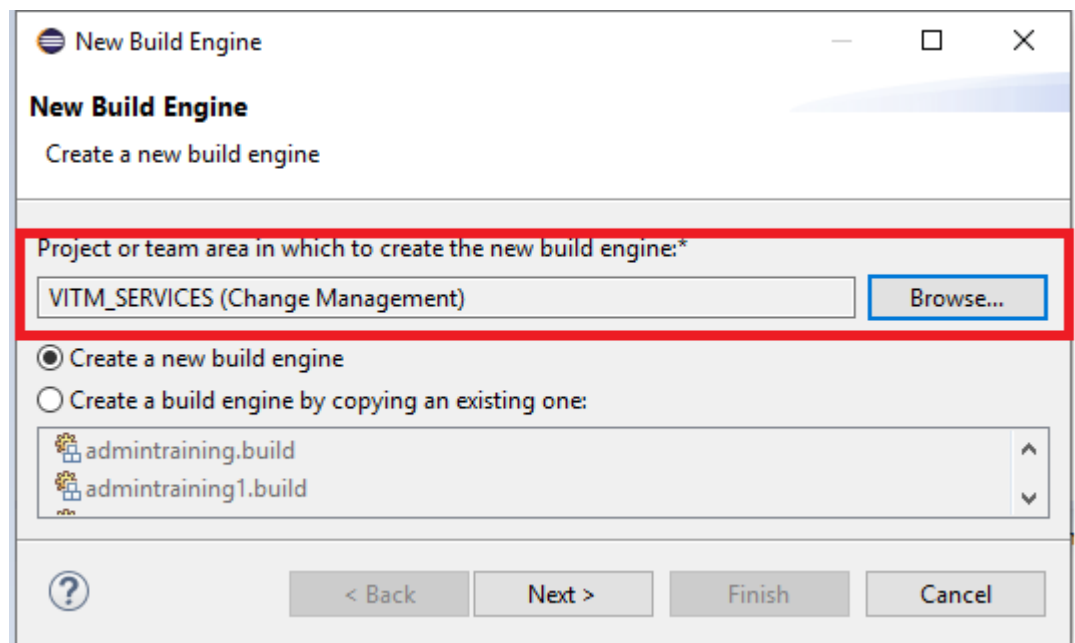 New Build Engine
New Build Engine
Create a new build engine
Project or team area in which to create the new build engine:*
VITM_SERVICES (Change Management)
Browse...
Create a new build engine
Create a build engine by copying an existing one:
admintraining.build
admintraining1.build
?
< Back
Next >
Finish
Cancel